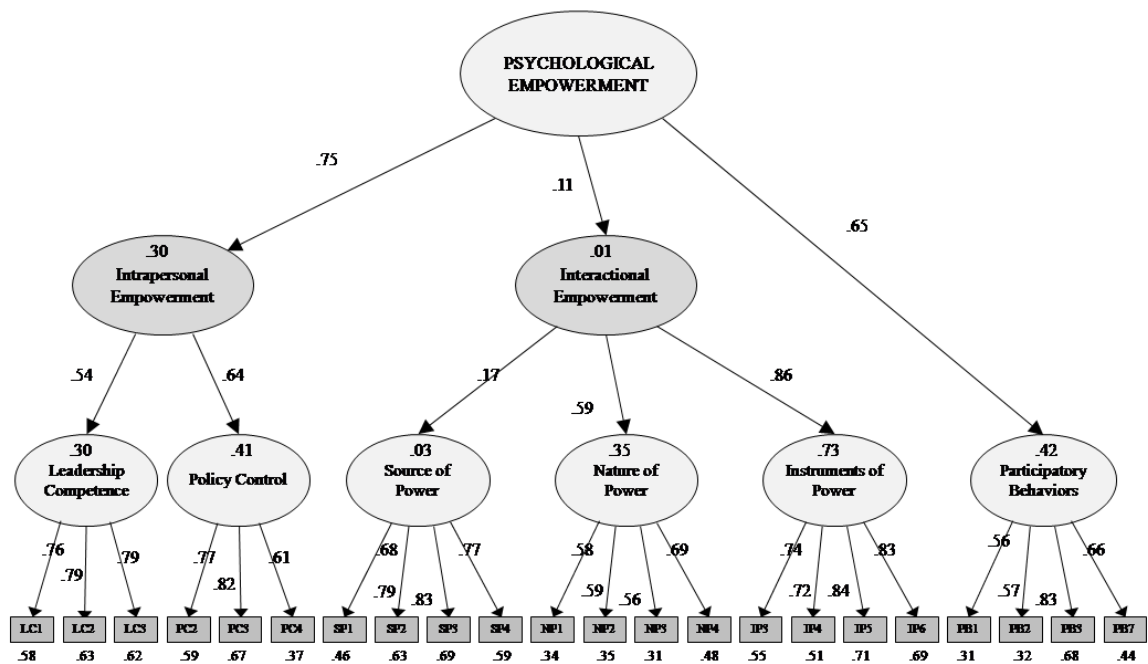 PSYCHOLOGICAL
EMPOWERMENT
.75
.11
.65
.30
Intrapersonal
Empowerment
.01
Interactional
Empowerment
.54
.64
.17
.59
.86
.30
Leadership
Competence
.41
Policy Control
.03
Source of
Power
.35
Nature of
Power
.73
Instruments of
Power
.42
Participatory
Behaviors
.76
.79
.79
.77
.82
.61
.68
.79
.83
.77
.58
.59
.56
.69
.74
.72
.84
.83
.56
.57
.83
.66
LC1 LC2 LC3 PC2 PC3 PC4 SP1 SP2 SP3 SP4 NP1 NP2 NP3 NP4 IP3 IP4 IP5 IP6 PB1 PB2 PB3 PB7
.58 .63 .62 .59 .67 .37 .46 .63 .69 .59 .34 .35 .31 .48 .55 .51 .71 .69 .31 .32 .68 .44